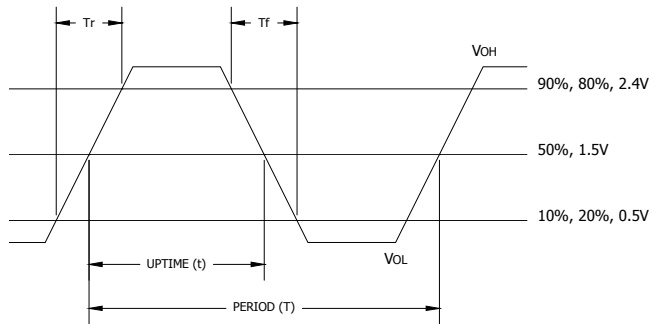 Tr
Tf
VOH
90%, 80%, 2.4V
50%, 1.5V
10%, 20%, 0.5V
VOL
UPTIME (t)
PERIOD (T)